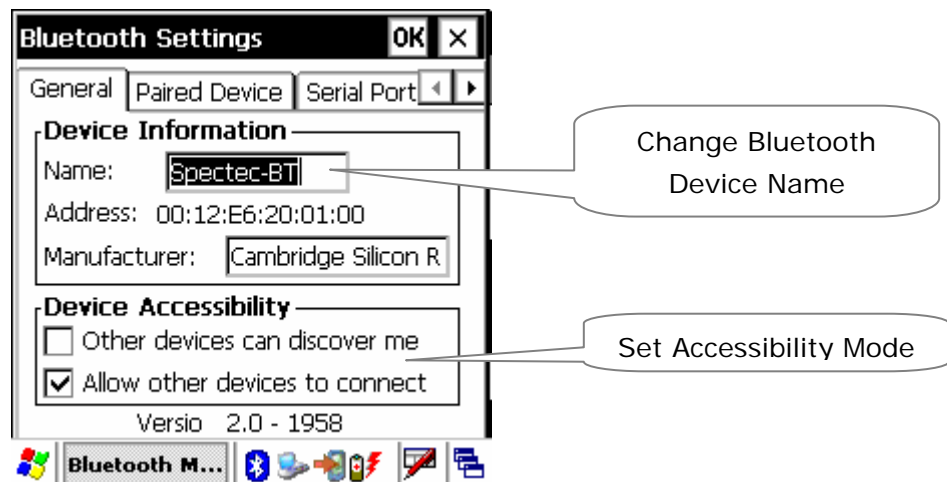 Bluetooth Settings OK ×
General Paired Device Serial Port
Device Information
Name: Spectec-BT
Address: 00:12:E6:20:01:00
Manufacturer: Cambridge Silicon R
Device Accessibility
Other devices can discover me
Allow other devices to connect
Versio 2.0 - 1958
Bluetooth M...
Change Bluetooth
Device Name
Set Accessibility Mode